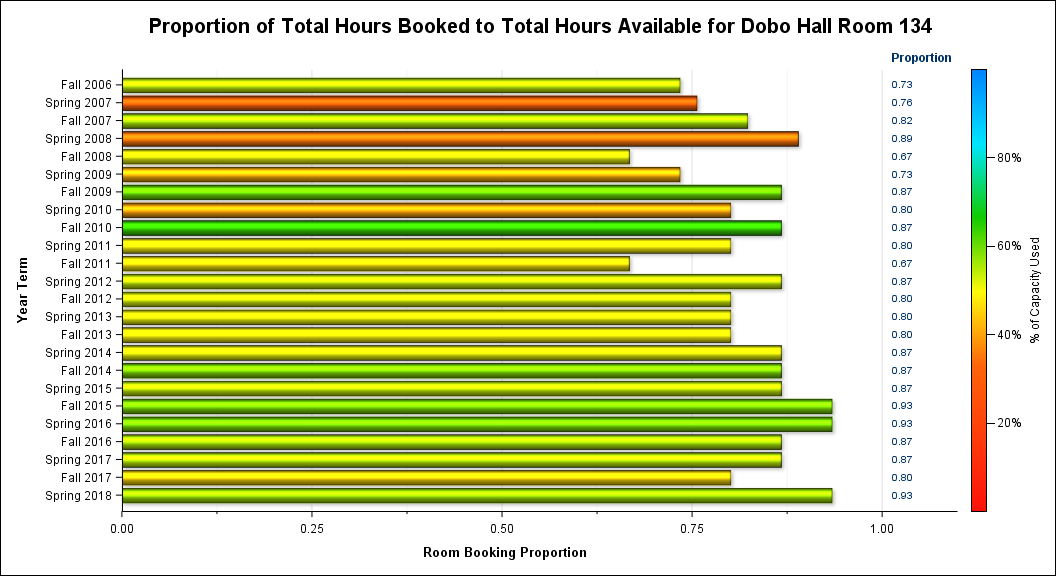 Proportion of Total Hours Booked to Total Hours Available for Dobo Hall Room 134
Proportion
Fall 2006 0.73
Spring 2007 0.76
Fall 2007 0.82
Spring 2008 0.89
Fall 2008 0.67
Spring 2009 0.73
Fall 2009 0.87
Spring 2010 0.80
Fall 2010 0.87
Spring 2011 0.80
Fall 2011 0.67
Spring 2012 0.87
Fall 2012 0.80
Spring 2013 0.80
Fall 2013 0.80
Spring 2014 0.87
Fall 2014 0.87
Spring 2015 0.87
Fall 2015 0.93
Spring 2016 0.93
Fall 2016 0.87
Spring 2017 0.87
Fall 2017 0.80
Spring 2018 0.93
Year Term
0.00 0.25 0.50 0.75 1.00
Room Booking Proportion
80%
60%
40%
20%
% of Capacity Used